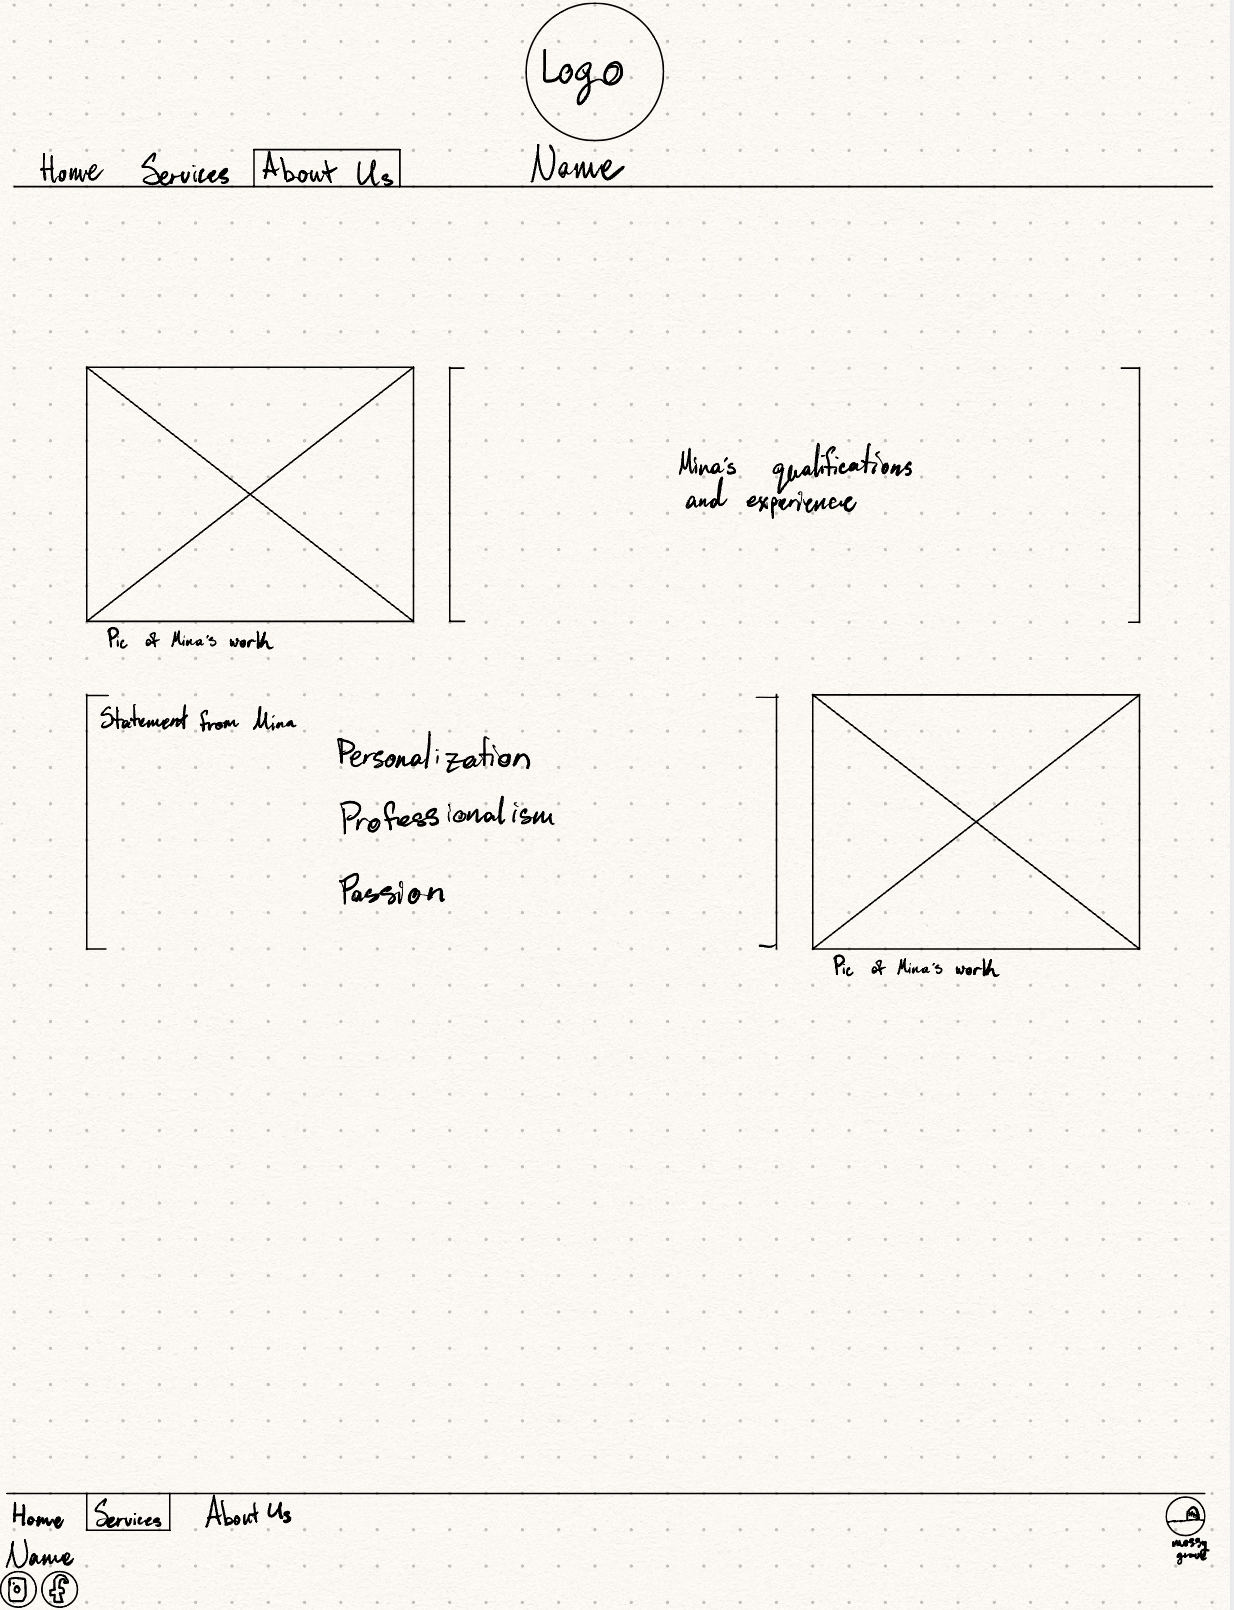 Logo
Name
Home Services About Us
Mina's qualifications
and experience
Pic of Mina's work
Statement from Mina
Personalization
Professionalism
Passion
Pic of Mina's work
Home Services About Us
Name
mossy